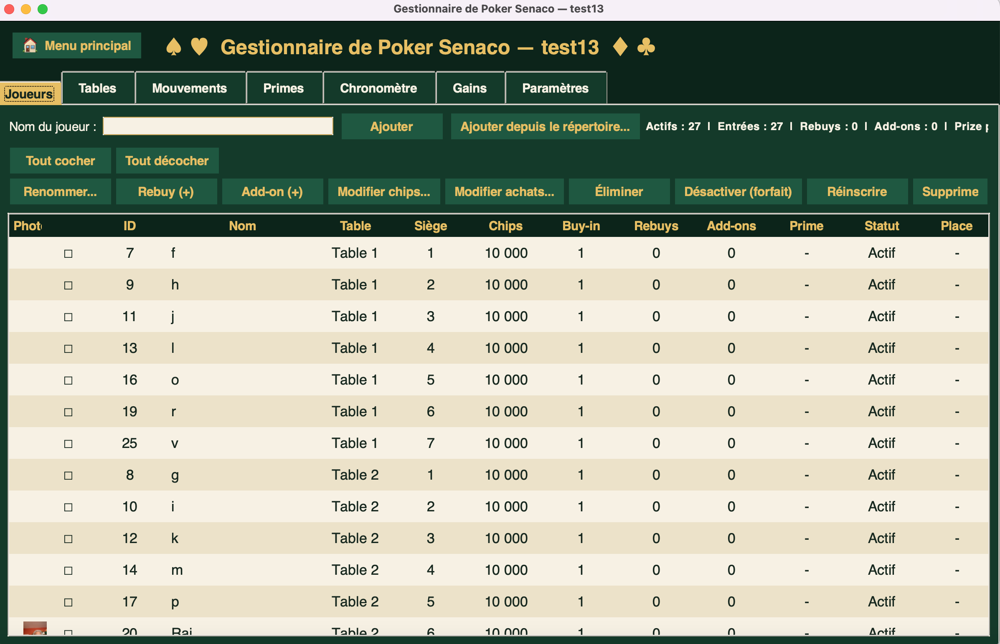 Gestionnaire de Poker Senaco — test13
🏠 Menu principal ♠ ♥ Gestionnaire de Poker Senaco — test13 ♦ ♣
Joueurs Tables Mouvements Primes Chronomètre Gains Paramètres
Nom du joueur : Ajouter Ajouter depuis le répertoire... Actifs : 27 | Entrées : 27 | Rebuys : 0 | Add-ons : 0 | Prize
Tout cocher Tout décocher
Renommer... Rebuy (+) Add-on (+) Modifier chips... Modifier achats... Éliminer Désactiver (forfait) Réinscrire Supprime
Phot ID Nom Table Siège Chips Buy-in Rebuys Add-ons Prime Statut Place
☐ 7 f Table 1 1 10 000 1 0 0 - Actif -
☐ 9 h Table 1 2 10 000 1 0 0 - Actif -
☐ 11 j Table 1 3 10 000 1 0 0 - Actif -
☐ 13 l Table 1 4 10 000 1 0 0 - Actif -
☐ 16 o Table 1 5 10 000 1 0 0 - Actif -
☐ 19 r Table 1 6 10 000 1 0 0 - Actif -
☐ 25 v Table 1 7 10 000 1 0 0 - Actif -
☐ 8 g Table 2 1 10 000 1 0 0 - Actif -
☐ 10 i Table 2 2 10 000 1 0 0 - Actif -
☐ 12 k Table 2 3 10 000 1 0 0 - Actif -
☐ 14 m Table 2 4 10 000 1 0 0 - Actif -
☐ 17 p Table 2 5 10 000 1 0 0 - Actif -
☐ 20 Table 2 6 10 000 1 0 0 - Actif -